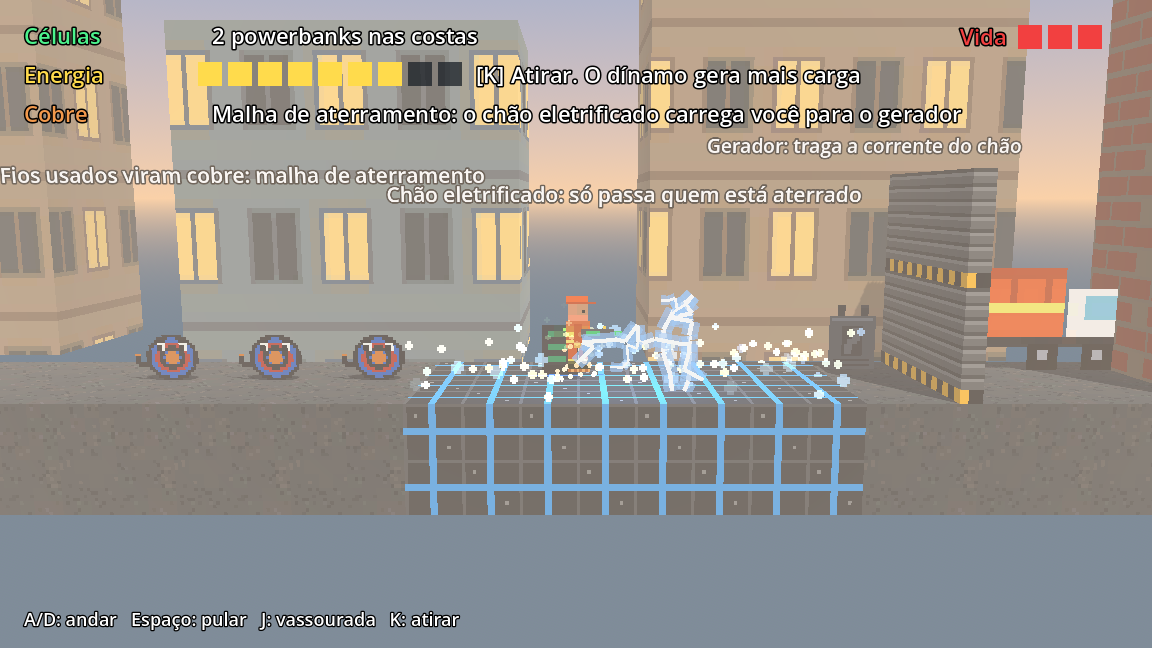 Células 2 powerbanks nas costas Vida
Energia [K] Atirar. O dínamo gera mais carga
Cobre Malha de aterramento: o chão eletrificado carrega você para o gerador
Gerador: traga a corrente do chão
Fios usados viram cobre: malha de aterramento
Chão eletrificado: só passa quem está aterrado
A/D: andar Espaço: pular J: vassourada K: atirar